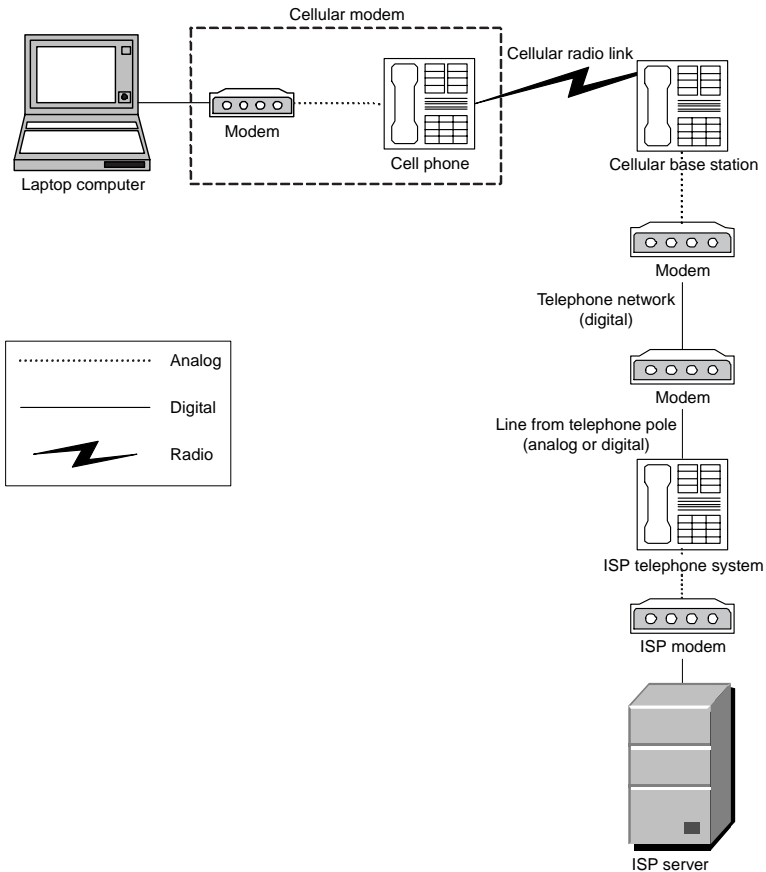 Cellular modem
Cellular radio link
Modem
Cell phone
Laptop computer
Cellular base station
Modem
Telephone network
(digital)
Modem
Line from telephone pole
(analog or digital)
Analog
Digital
Radio
ISP telephone system
ISP modem
ISP server